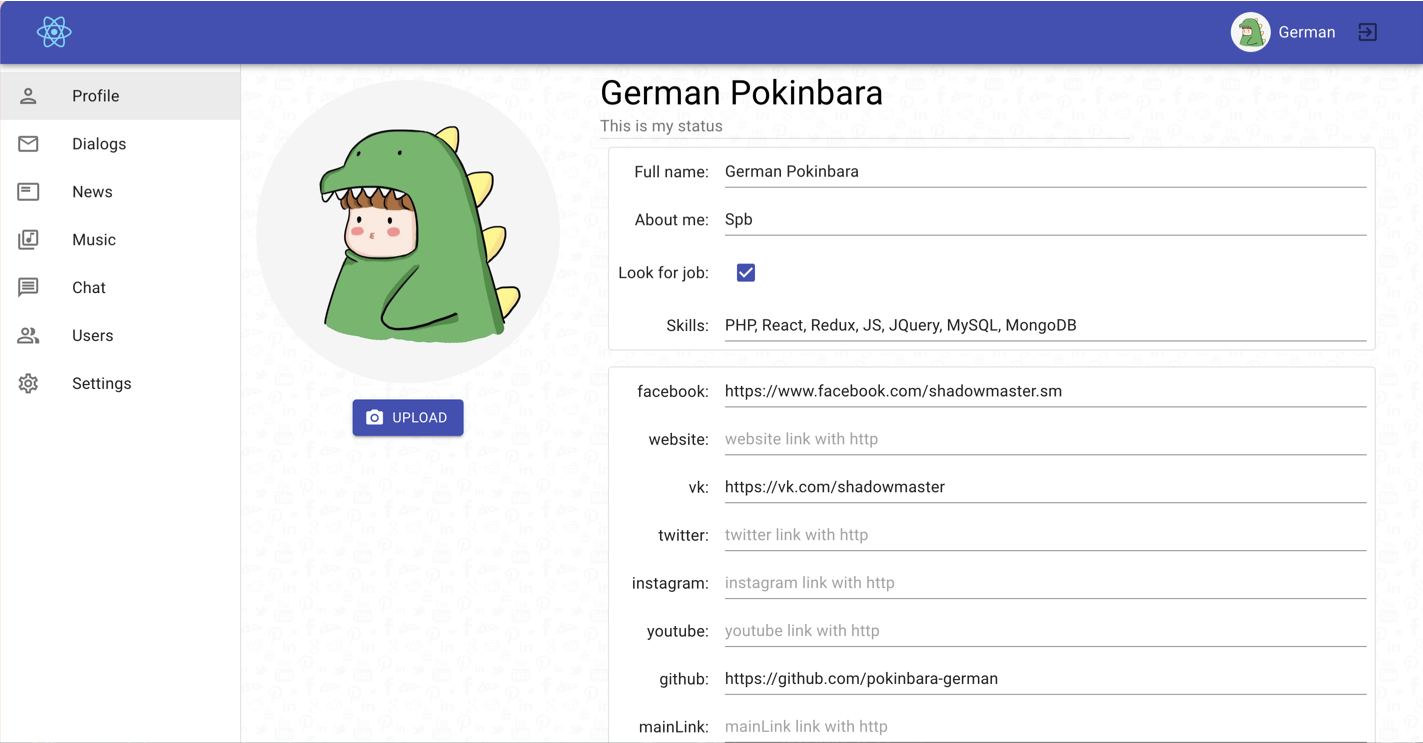 German
Profile
Dialogs
News
Music
Chat
Users
Settings
UPLOAD
German Pokinbara
This is my status
Full name: German Pokinbara
About me: Spb
Look for job:
Skills: PHP, React, Redux, JS, JQuery, MySQL, MongoDB
facebook: https://www.facebook.com/shadowmaster.sm
website: website link with http
vk: https://vk.com/shadowmaster
twitter: twitter link with http
instagram: instagram link with http
youtube: youtube link with http
github: https://github.com/pokinbara-german
mainLink: mainLink link with http